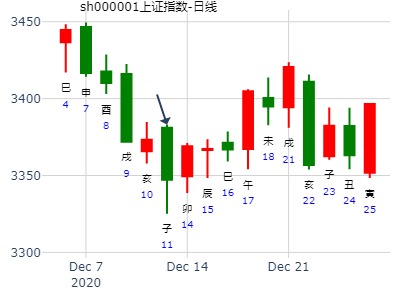 sh000001上证指数-日线
3450
3400
3350
3300
巳
4
申
7
酉
8
戌
9
亥
10
子
11
卯
14
辰
15
巳
16
午
17
未
18
戌
21
亥
22
子
23
丑
24
寅
25
Dec 7
2020
Dec 14
Dec 21